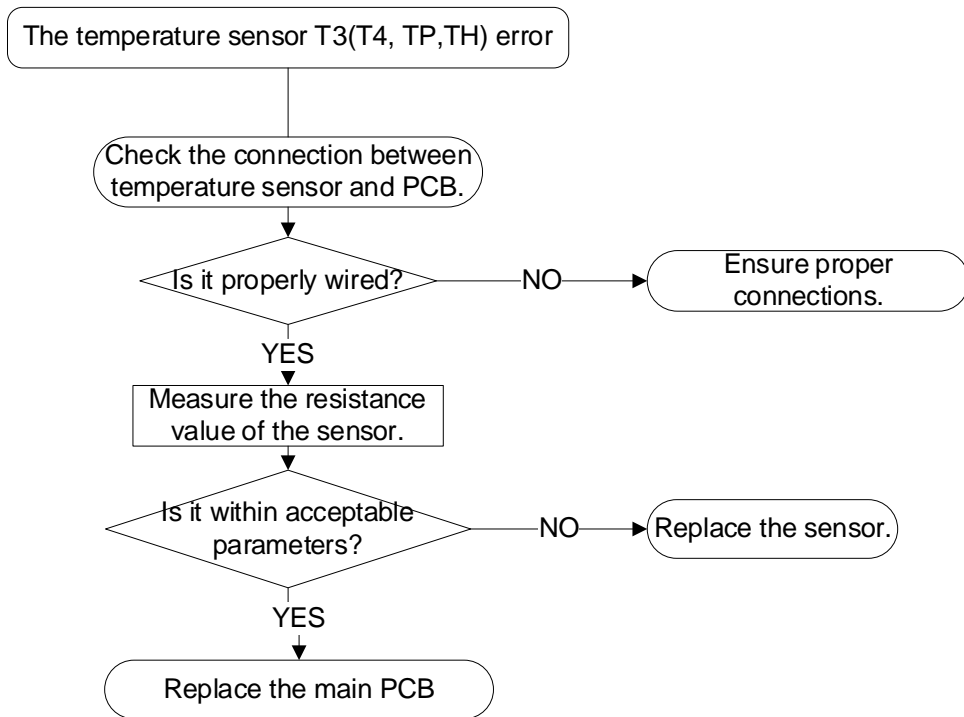 The temperature sensor T3(T4, TP,TH) error
Check the connection between
temperature sensor and PCB.
Is it properly wired?
NO
Ensure proper
connections.
YES
Measure the resistance
value of the sensor.
Is it within acceptable
parameters?
NO
Replace the sensor.
YES
Replace the main PCB